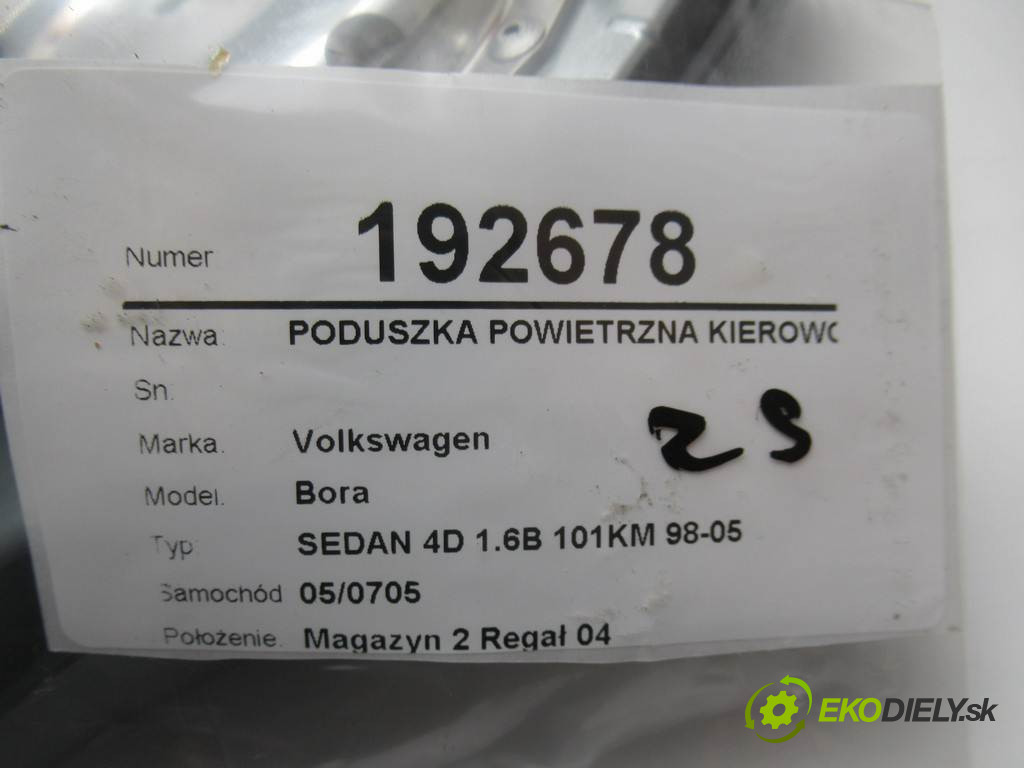 Numer 192678
Nazwa: PODUSZKA POWIETRZNA KIEROWC
Sn:
Marka: Volkswagen
Model: Bora
Typ: SEDAN 4D 1.6B 101KM 98-05
Samochód 05/0705
Położenie: Magazyn 2 Regał 04
EKODIELY.sk